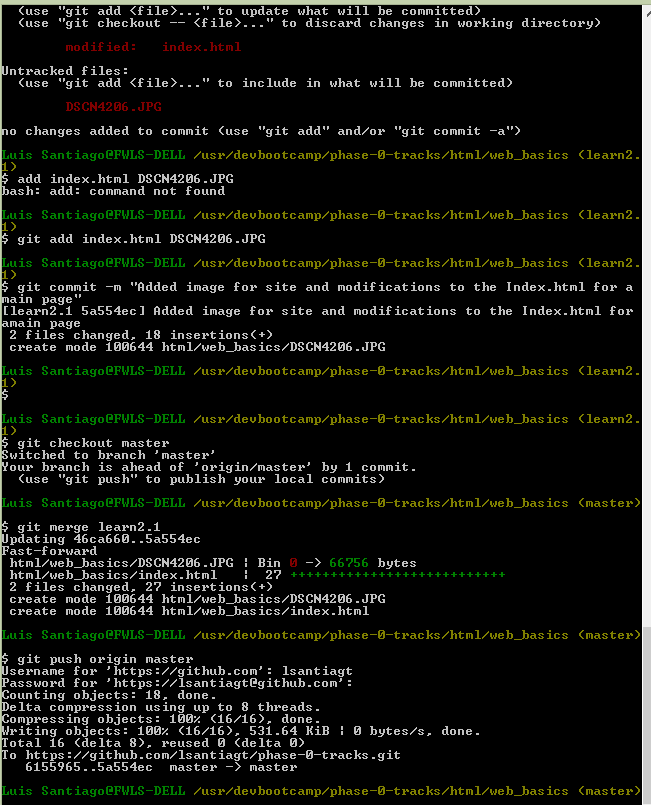 (use "git add <file>..." to update what will be committed)
(use "git checkout -- <file>..." to discard changes in working directory)
modified:   index.html
Untracked files:
(use "git add <file>..." to include in what will be committed)
DSCN4206.JPG
no changes added to commit (use "git add" and/or "git commit -a")
Luis Santiago@FWLS-DELL /usr/devbootcamp/phase-0-tracks/html/web_basics (learn2.
1)
$ add index.html DSCN4206.JPG
bash: add: command not found
Luis Santiago@FWLS-DELL /usr/devbootcamp/phase-0-tracks/html/web_basics (learn2.
1)
$ git add index.html DSCN4206.JPG
Luis Santiago@FWLS-DELL /usr/devbootcamp/phase-0-tracks/html/web_basics (learn2.
1)
$ git commit -m "Added image for site and modifications to the Index.html for a
main page"
[learn2.1 5a554ec] Added image for site and modifications to the Index.html for
amain page
2 files changed, 18 insertions(+)
create mode 100644 html/web_basics/DSCN4206.JPG
Luis Santiago@FWLS-DELL /usr/devbootcamp/phase-0-tracks/html/web_basics (learn2.
1)
$
Luis Santiago@FWLS-DELL /usr/devbootcamp/phase-0-tracks/html/web_basics (learn2.
1)
$ git checkout master
Switched to branch 'master'
Your branch is ahead of 'origin/master' by 1 commit.
(use "git push" to publish your local commits)
Luis Santiago@FWLS-DELL /usr/devbootcamp/phase-0-tracks/html/web_basics (master)
$ git merge learn2.1
Updating 46ca660..5a554ec
Fast-forward
html/web_basics/DSCN4206.JPG | Bin 0 -> 66756 bytes
html/web_basics/index.html   |  27 +++++++++++++++++++++++++++
2 files changed, 27 insertions(+)
create mode 100644 html/web_basics/DSCN4206.JPG
create mode 100644 html/web_basics/index.html
Luis Santiago@FWLS-DELL /usr/devbootcamp/phase-0-tracks/html/web_basics (master)
$ git push origin master
Username for 'https://github.com': lsantiagt
Password for 'https://lsantiagt@github.com':
Counting objects: 18, done.
Delta compression using up to 8 threads.
Compressing objects: 100% (16/16), done.
Writing objects: 100% (16/16), 531.64 KiB | 0 bytes/s, done.
Total 16 (delta 8), reused 0 (delta 0)
To https://github.com/lsantiagt/phase-0-tracks.git
6155965..5a554ec  master -> master
Luis Santiago@FWLS-DELL /usr/devbootcamp/phase-0-tracks/html/web_basics (master)